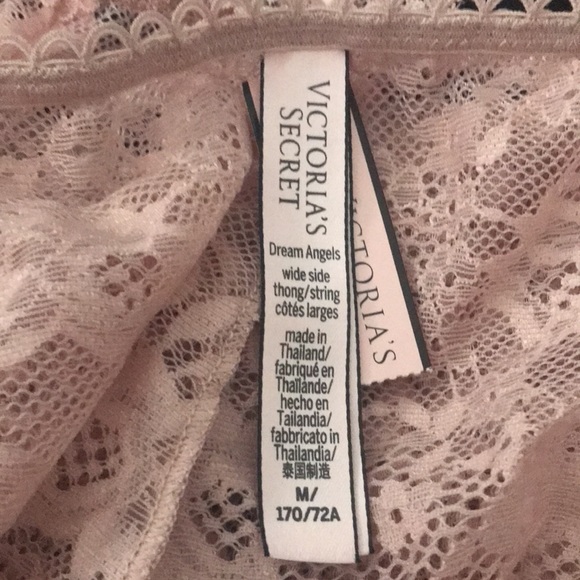 VICTORIA'S
SECRET
Dream Angels
wide side
thong/string
côtés larges
made in
Thailand/
fabriqué en
Thaïlande/
hecho en
Tailandia/
fabbricato in
Thailandia/
泰国制造
M/
170/72A
VICTORIA'S